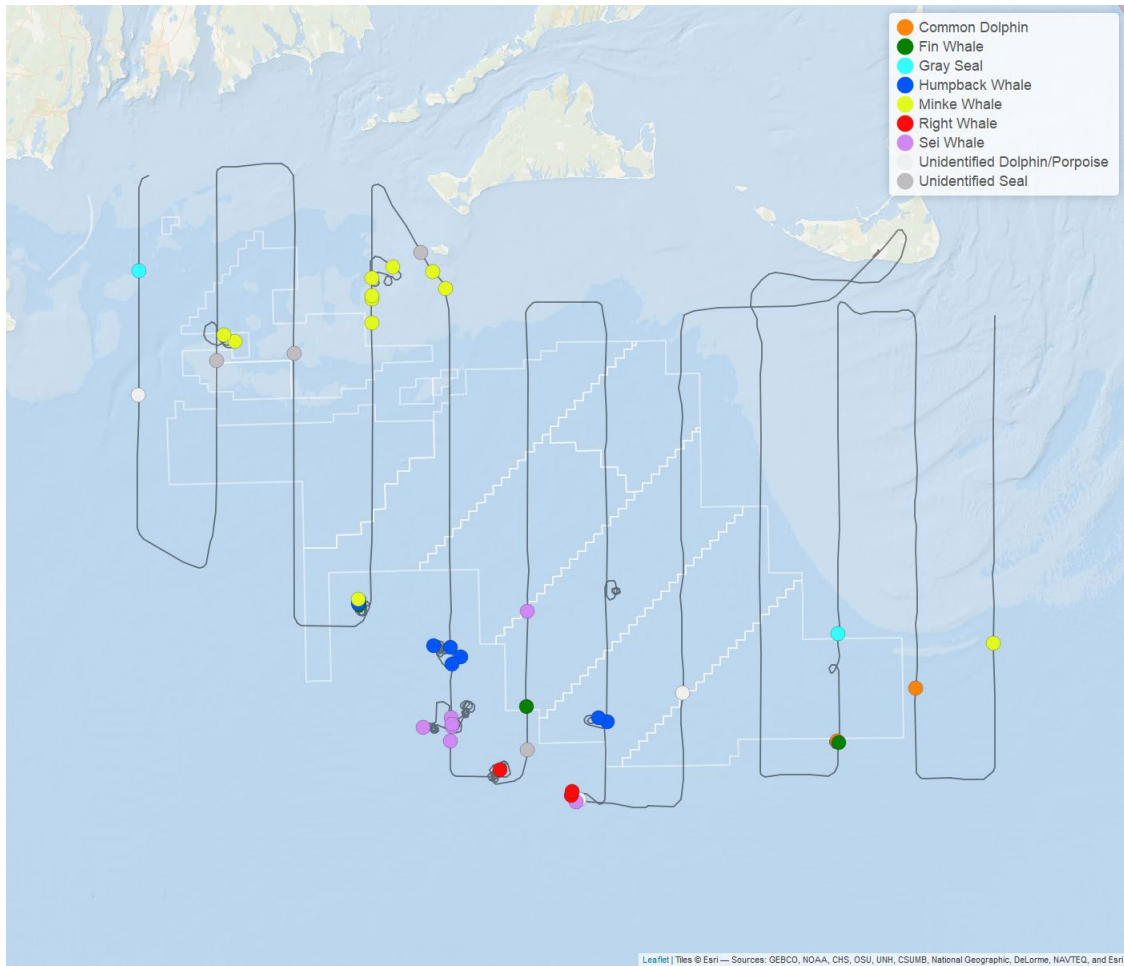 Common Dolphin
Fin Whale
Gray Seal
Humpback Whale
Minke Whale
Right Whale
Sei Whale
Unidentified Dolphin/Porpoise
Unidentified Seal
Leaflet | Tiles © Esri — Sources: GEBCO, NOAA, CHS, OSU, UNH, CSUMB, National Geographic, DeLorme, NAVTEQ, and Esri